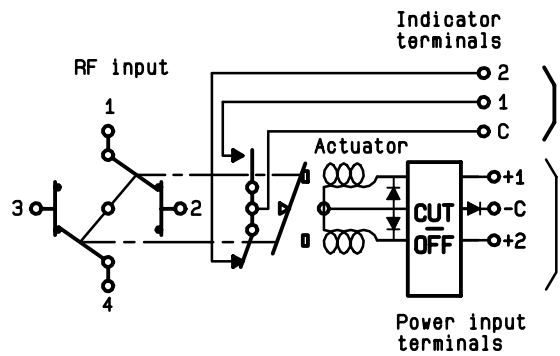 Indicator
terminals
RF input
2
1
1
C
Actuator
+1
3
2
CUT
-C
OFF
+2
4
Power input
terminals